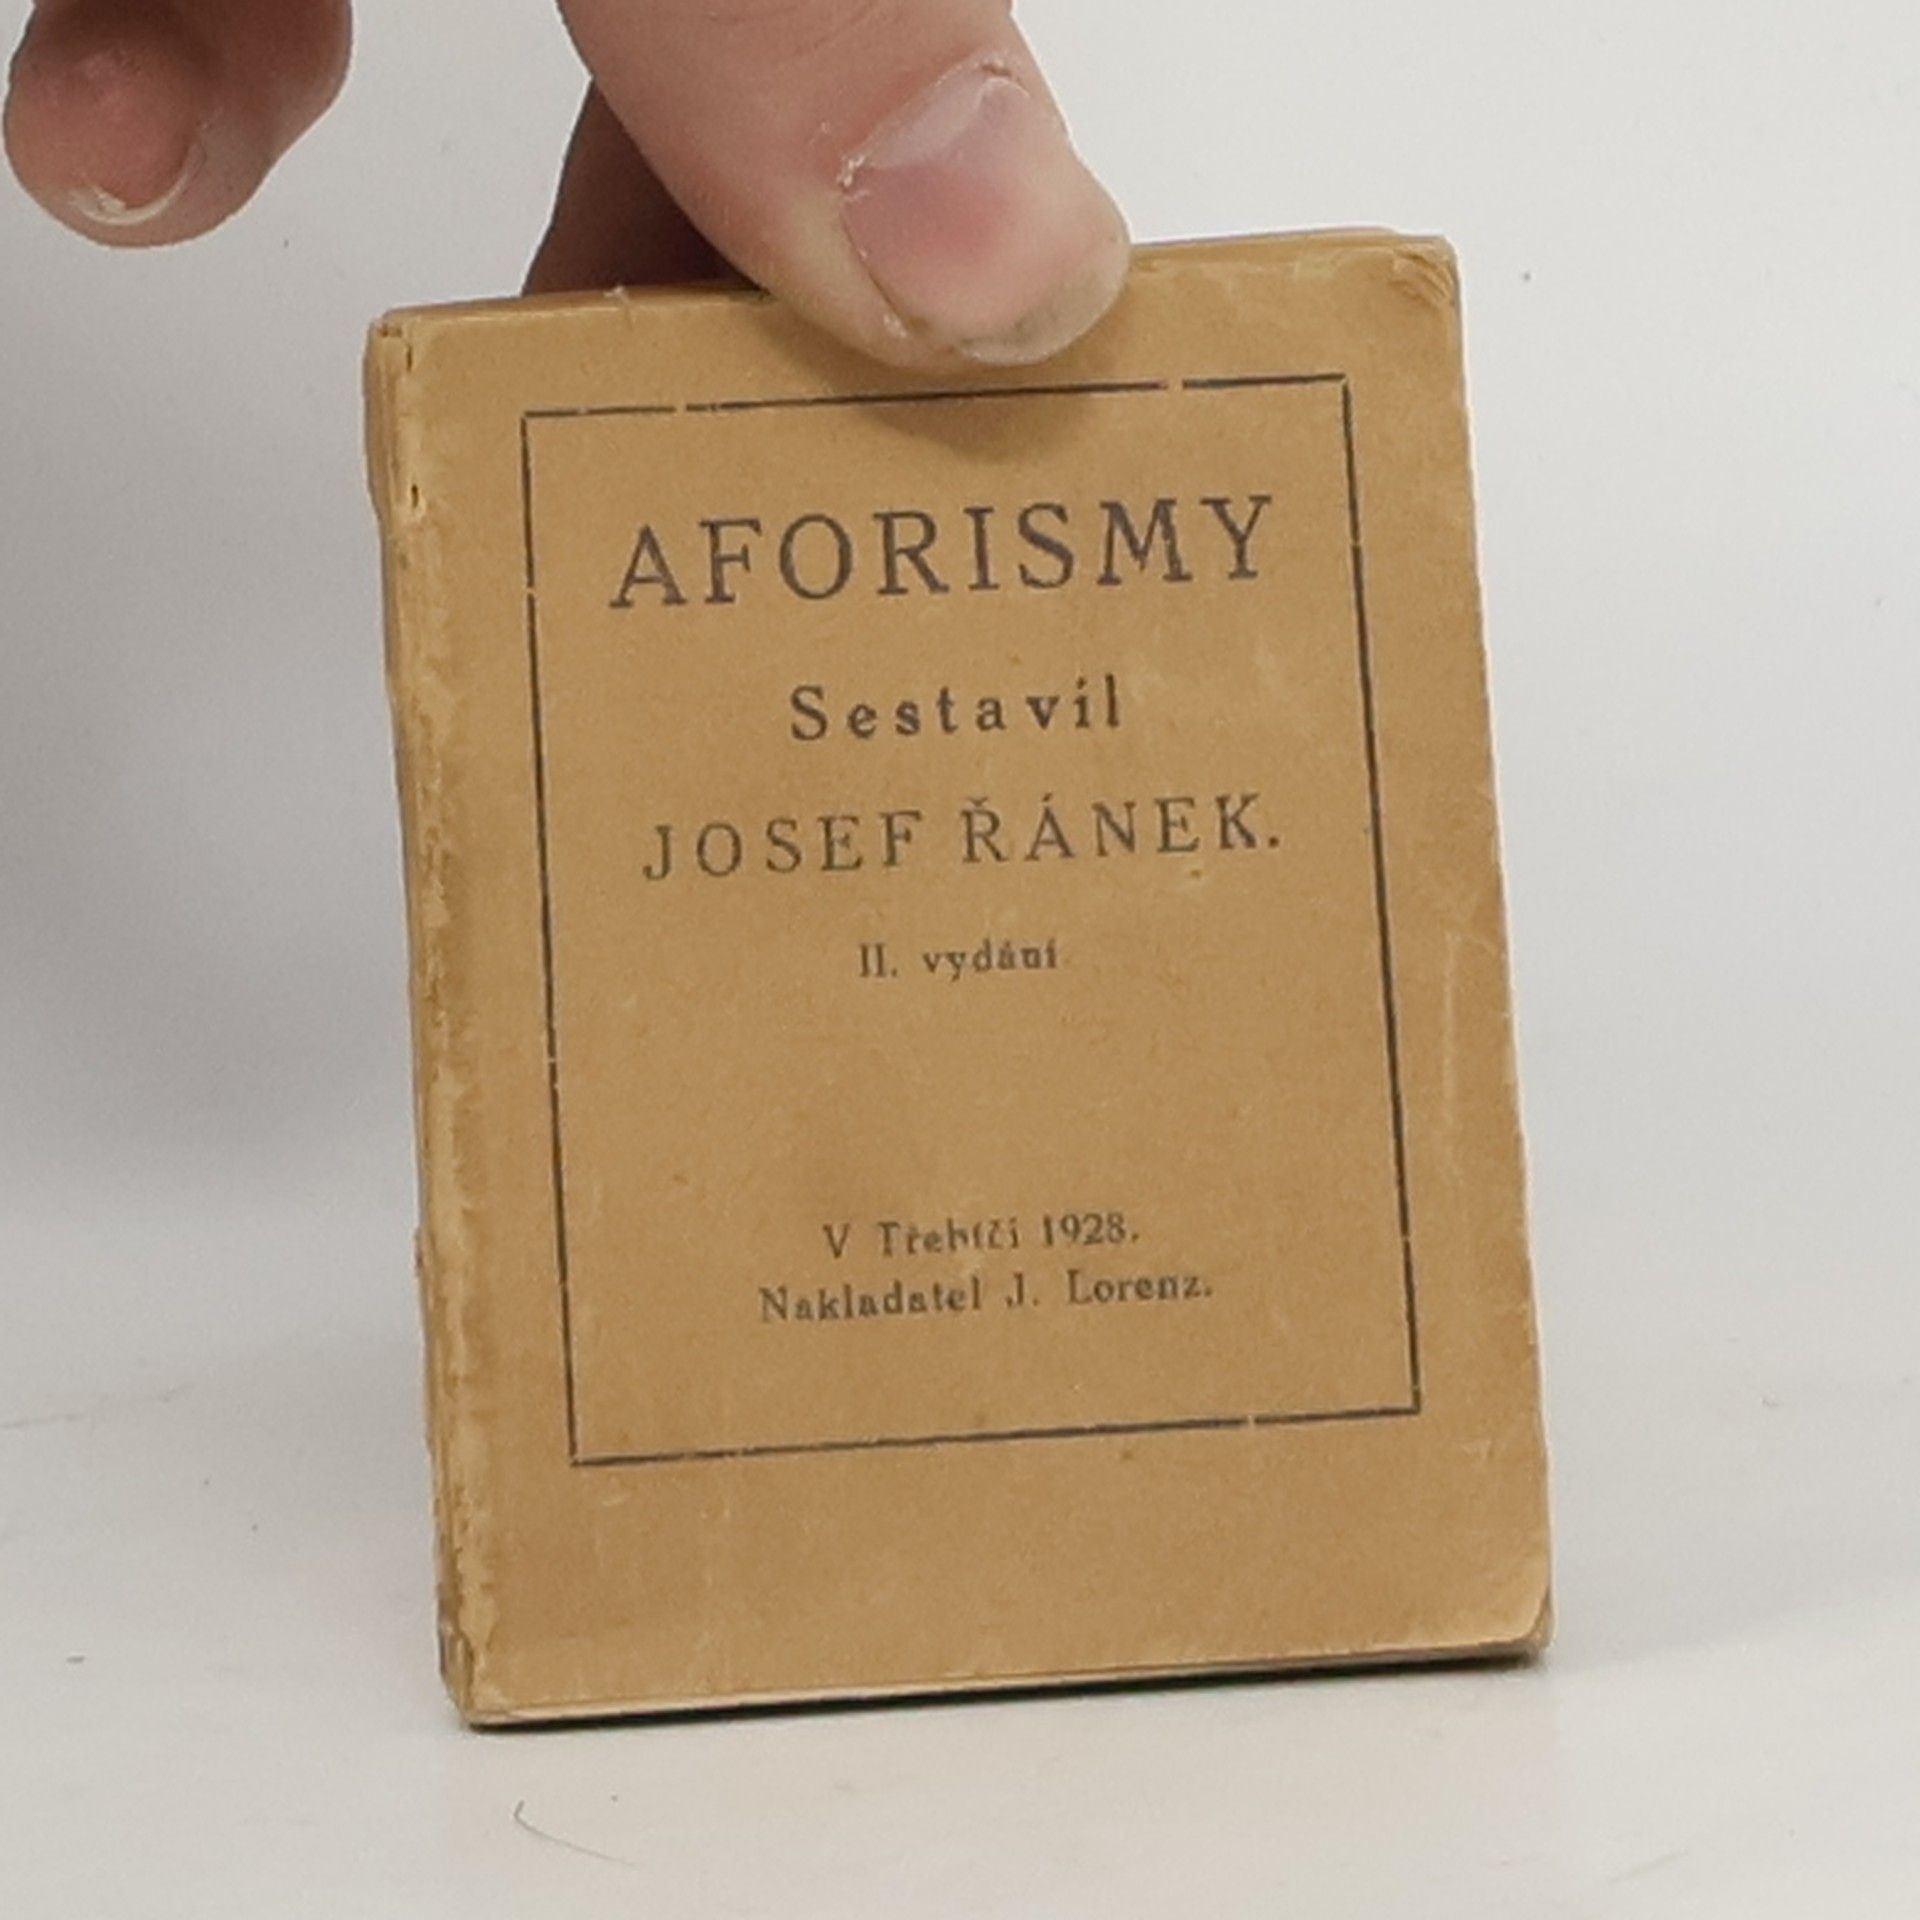 AFORISMY
Sestavil
JOSEF ŘÁNEK.
II. vydání
V Třebíči 1928.
Nakladatel J. Lorenz.